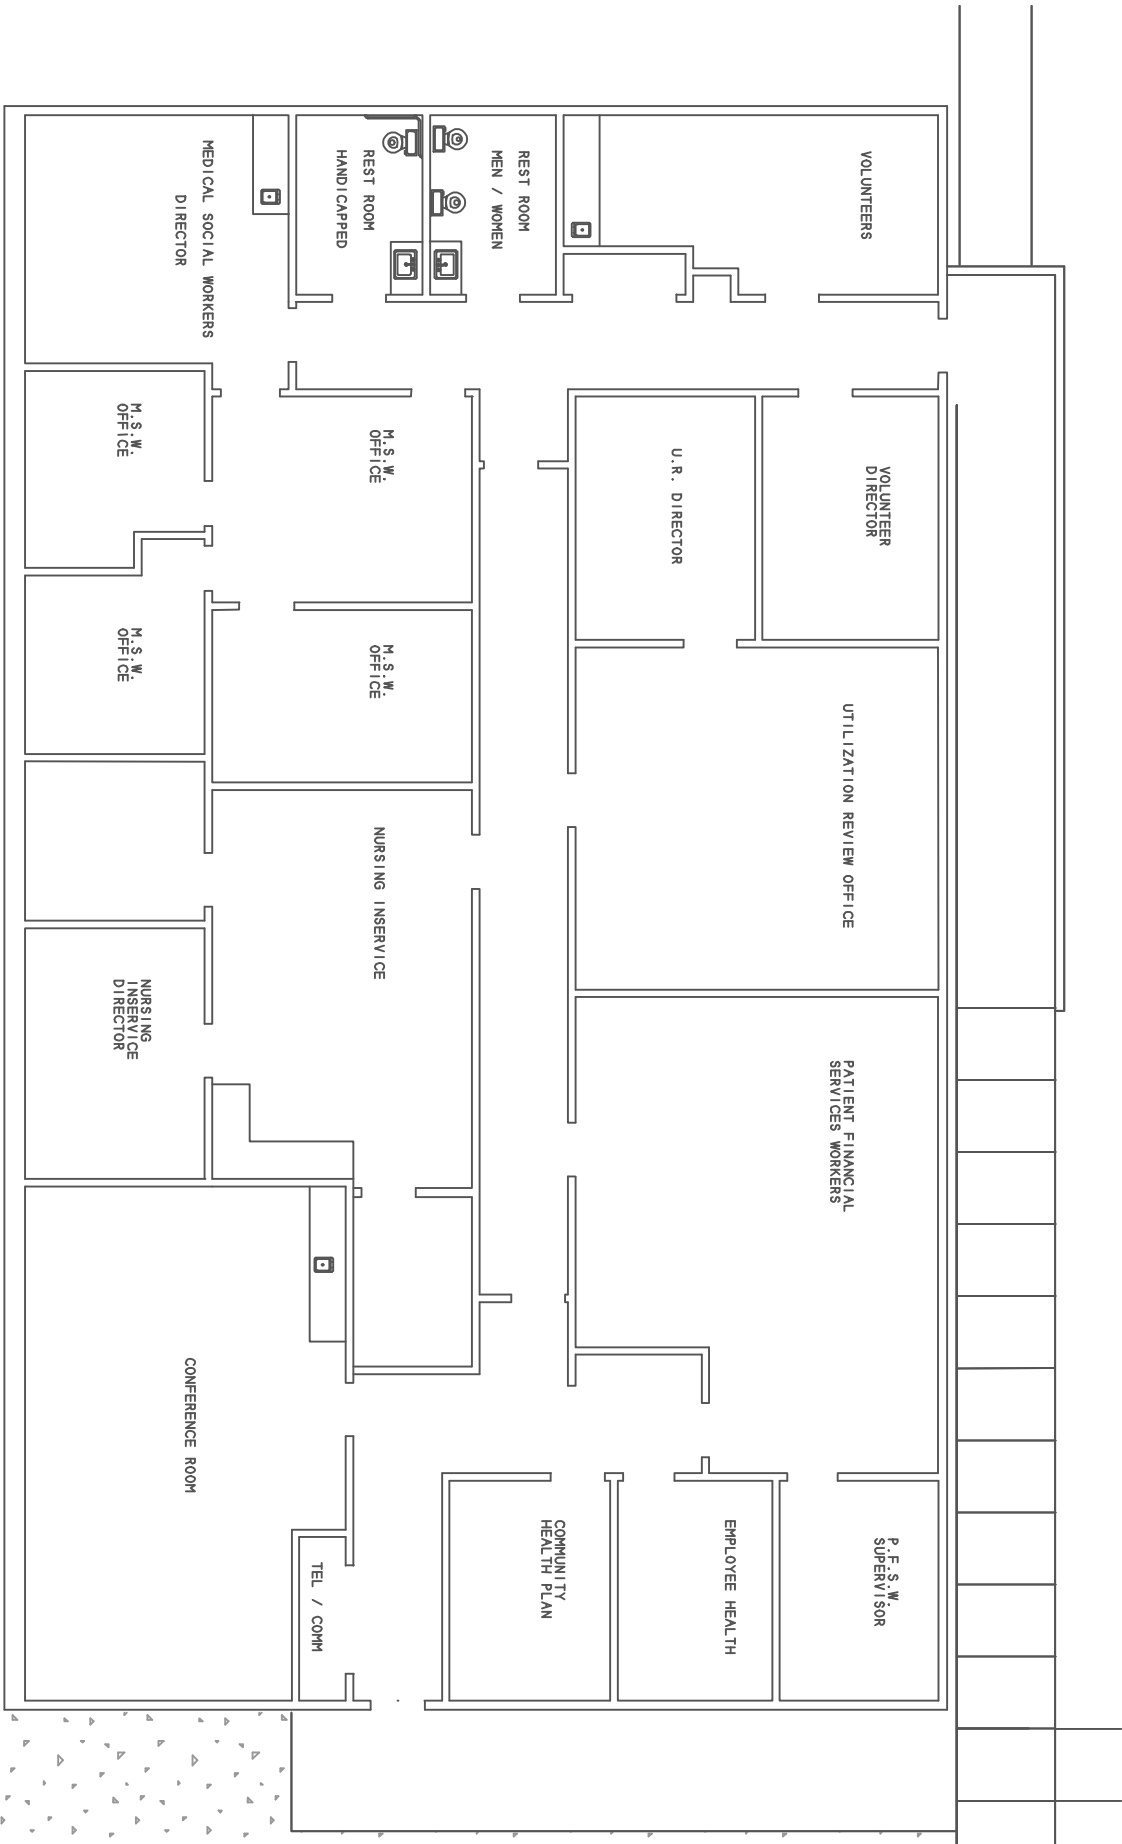 VOLUNTEERS
REST ROOM
MEN / WOMEN
REST ROOM
HANDICAPPED
MEDICAL SOCIAL WORKERS
DIRECTOR
VOLUNTEER
DIRECTOR
U.R. DIRECTOR
M.S.W.
OFFICE
M.S.W.
OFFICE
UTILIZATION REVIEW OFFICE
M.S.W.
OFFICE
M.S.W.
OFFICE
NURSING INSERVICE
NURSING
INSERVICE
DIRECTOR
PATIENT FINANCIAL
SERVICES WORKERS
CONFERENCE ROOM
P.F.S.W.
SUPERVISOR
EMPLOYEE HEALTH
COMMUNITY
HEALTH PLAN
TEL / COMM